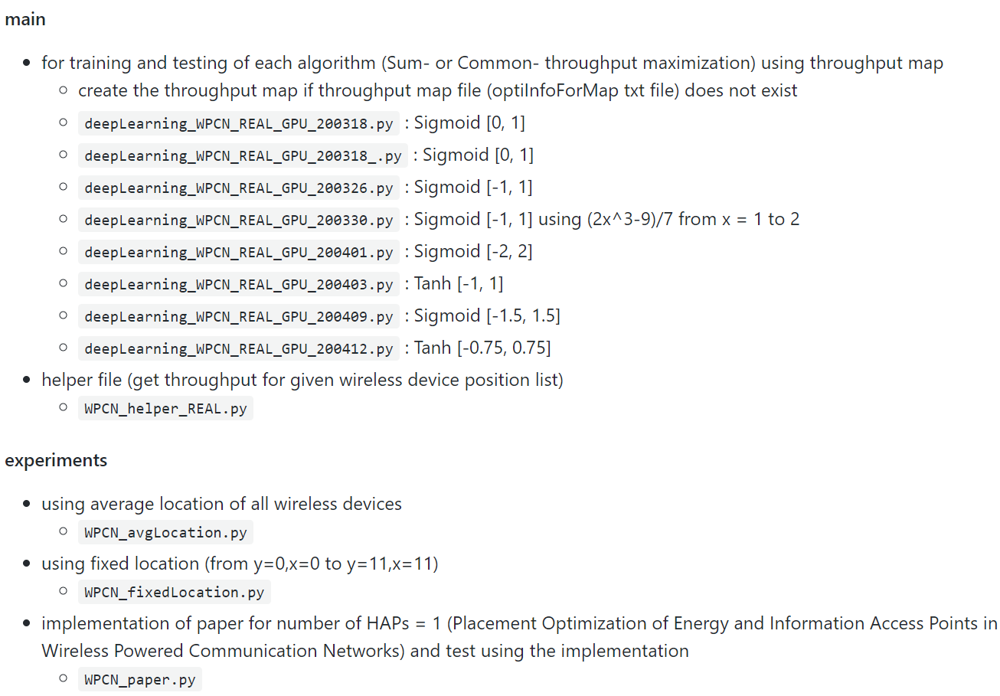 main
• for training and testing of each algorithm (Sum- or Common- throughput maximization) using throughput map
○ create the throughput map if throughput map file (optiInfoForMap txt file) does not exist
○ deepLearning_WPCN_REAL_GPU_200318.py : Sigmoid [0, 1]
○ deepLearning_WPCN_REAL_GPU_200318_.py : Sigmoid [0, 1]
○ deepLearning_WPCN_REAL_GPU_200326.py : Sigmoid [-1, 1]
○ deepLearning_WPCN_REAL_GPU_200330.py : Sigmoid [-1, 1] using (2x^3-9)/7 from x = 1 to 2
○ deepLearning_WPCN_REAL_GPU_200401.py : Sigmoid [-2, 2]
○ deepLearning_WPCN_REAL_GPU_200403.py : Tanh [-1, 1]
○ deepLearning_WPCN_REAL_GPU_200409.py : Sigmoid [-1.5, 1.5]
○ deepLearning_WPCN_REAL_GPU_200412.py : Tanh [-0.75, 0.75]
• helper file (get throughput for given wireless device position list)
○ WPCN_helper_REAL.py
experiments
• using average location of all wireless devices
○ WPCN_avgLocation.py
• using fixed location (from y=0,x=0 to y=11,x=11)
○ WPCN_fixedLocation.py
• implementation of paper for number of HAPs = 1 (Placement Optimization of Energy and Information Access Points in
Wireless Powered Communication Networks) and test using the implementation
○ WPCN_paper.py